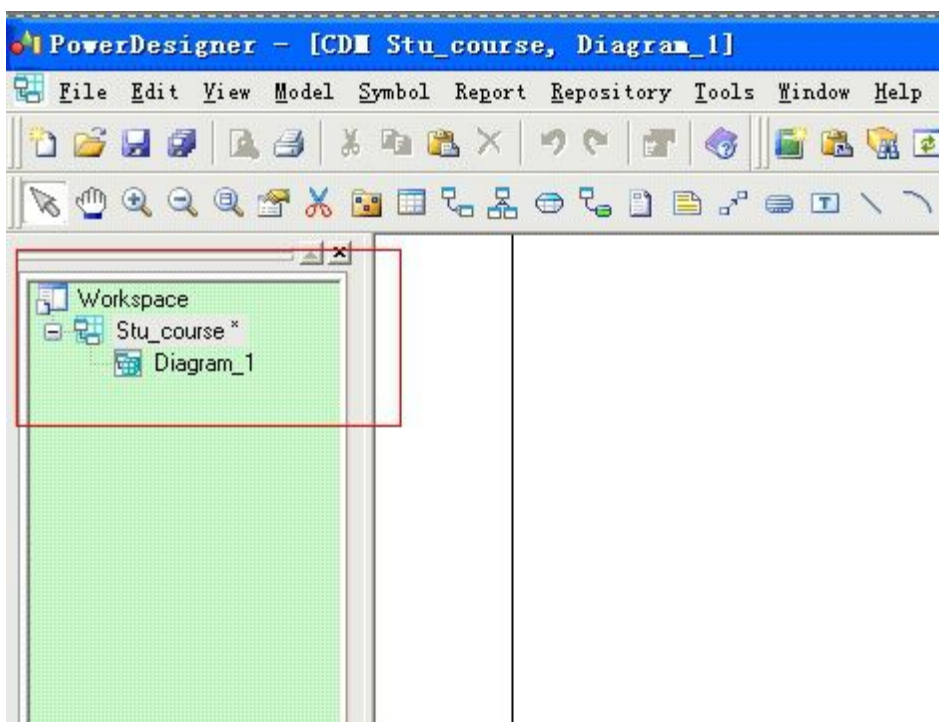 PowerDesigner - [CDM Stu_course, Diagram_1]
File Edit View Model Symbol Report Repository Tools Window Help
Workspace
Stu_course *
Diagram_1